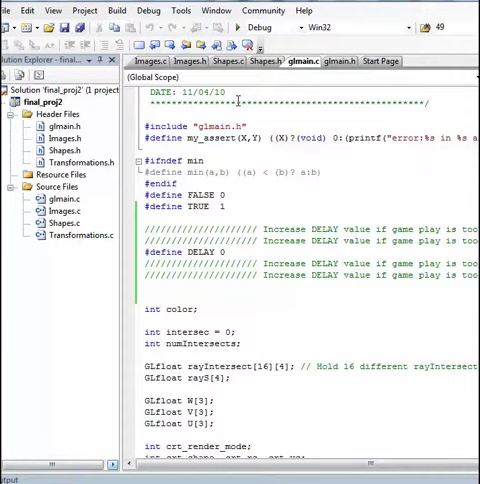 Edit View Project Build Debug Tools Window Community Help
Debug Win32 49
Solution Explorer - final_pro...
Images.c Images.h Shapes.c Shapes.h glmain.c glmain.h Start Page
(Global Scope)
Solution 'final_proj2' (1 project
final_proj2
Header Files
glmain.h
Images.h
Shapes.h
Transformations.h
Resource Files
Source Files
glmain.c
Images.c
Shapes.c
Transformations.c
DATE: 11/04/10
****************************************************/
#include "glmain.h"
#define my_assert(X,Y) ((X)?(void) 0:(printf("error:%s in %s a
#ifndef min
#define min(a,b) ((a) < (b)? a:b)
#endif
#define FALSE 0
#define TRUE 1
///////////////////// Increase DELAY value if game play is too
///////////////////// Increase DELAY value if game play is too
#define DELAY 0
///////////////////// Increase DELAY value if game play is too
///////////////////// Increase DELAY value if game play is too
int color;
int intersec = 0;
int numIntersects;
GLfloat rayIntersect[16][4]; // Hold 16 different rayIntersect
GLfloat rayS[4];
GLfloat W[3];
GLfloat V[3];
GLfloat U[3];
int crt_render_mode;
int crt_shape, crt_rs, crt_vs;
utput